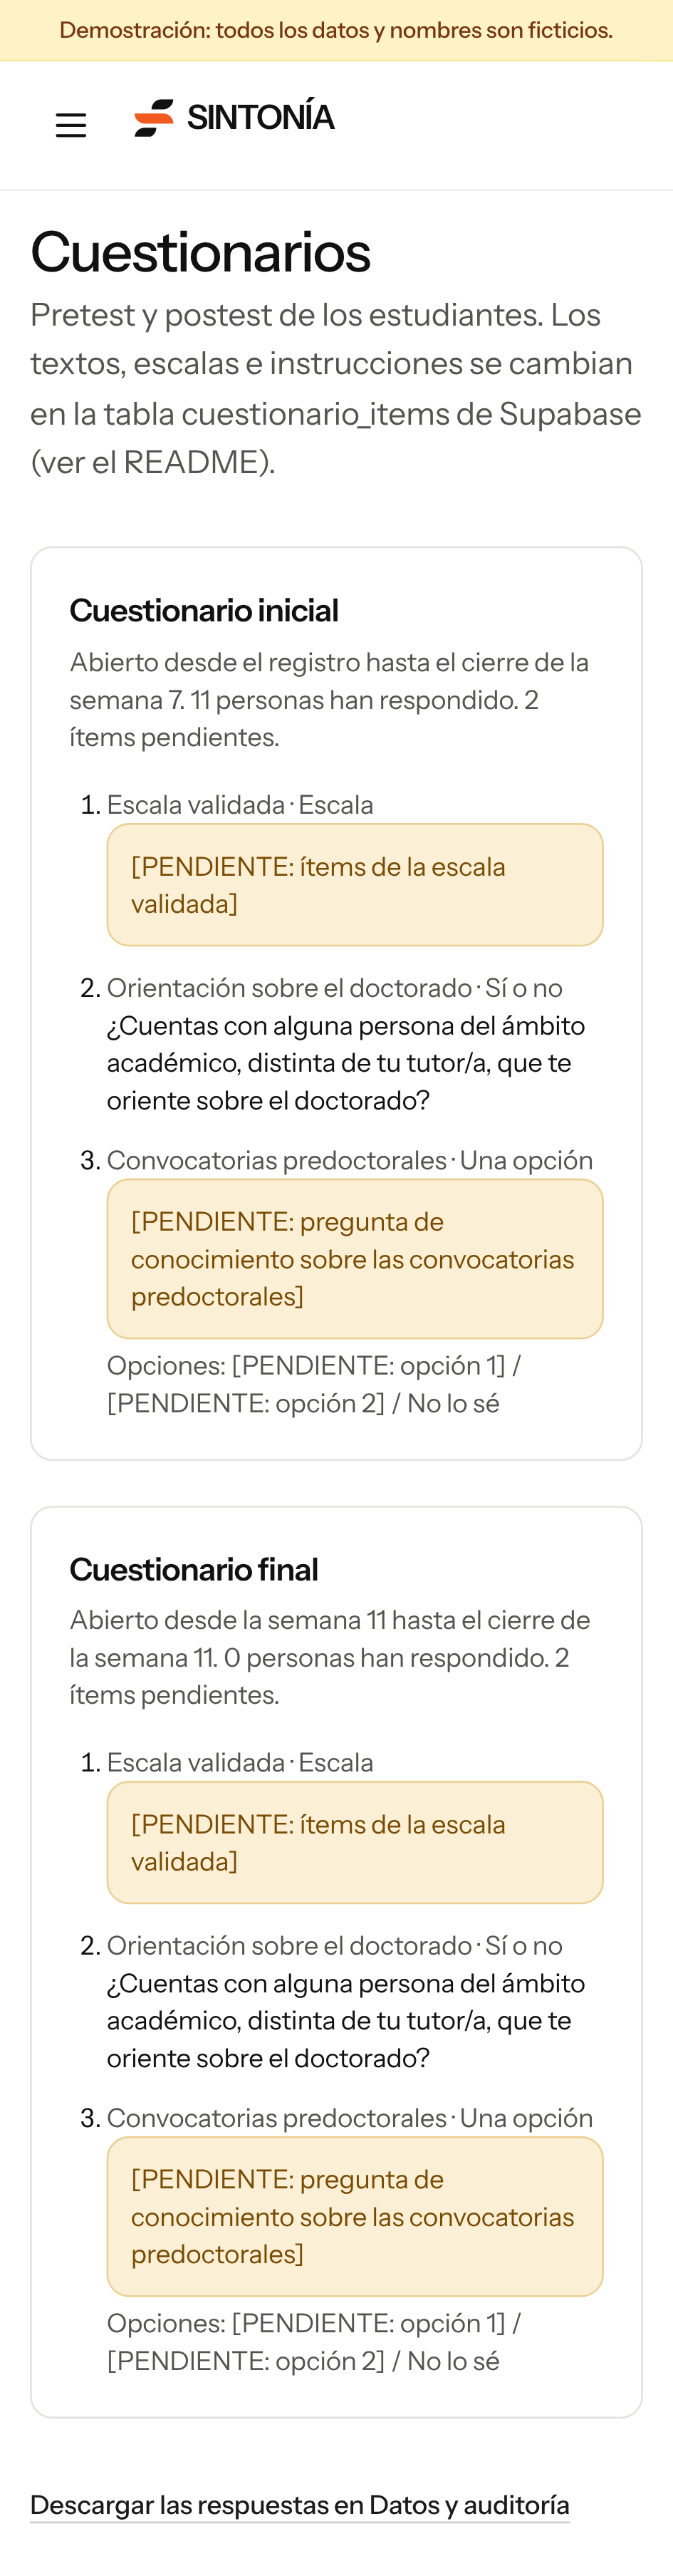 Demostración: todos los datos y nombres son ficticios.
SINTONÍA
Cuestionarios
Pretest y postest de los estudiantes. Los
textos, escalas e instrucciones se cambian
en la tabla cuestionario_items de Supabase
(ver el README).
Cuestionario inicial
Abierto desde el registro hasta el cierre de la
semana 7. 11 personas han respondido. 2
ítems pendientes.
1. Escala validada · Escala
[PENDIENTE: ítems de la escala
validada]
2. Orientación sobre el doctorado · Sí o no
¿Cuentas con alguna persona del ámbito
académico, distinta de tu tutor/a, que te
oriente sobre el doctorado?
3. Convocatorias predoctorales · Una opción
[PENDIENTE: pregunta de
conocimiento sobre las convocatorias
predoctorales]
Opciones: [PENDIENTE: opción 1] /
[PENDIENTE: opción 2] / No lo sé
Cuestionario final
Abierto desde la semana 11 hasta el cierre de
la semana 11. 0 personas han respondido. 2
ítems pendientes.
1. Escala validada · Escala
[PENDIENTE: ítems de la escala
validada]
2. Orientación sobre el doctorado · Sí o no
¿Cuentas con alguna persona del ámbito
académico, distinta de tu tutor/a, que te
oriente sobre el doctorado?
3. Convocatorias predoctorales · Una opción
[PENDIENTE: pregunta de
conocimiento sobre las convocatorias
predoctorales]
Opciones: [PENDIENTE: opción 1] /
[PENDIENTE: opción 2] / No lo sé
Descargar las respuestas en Datos y auditoría